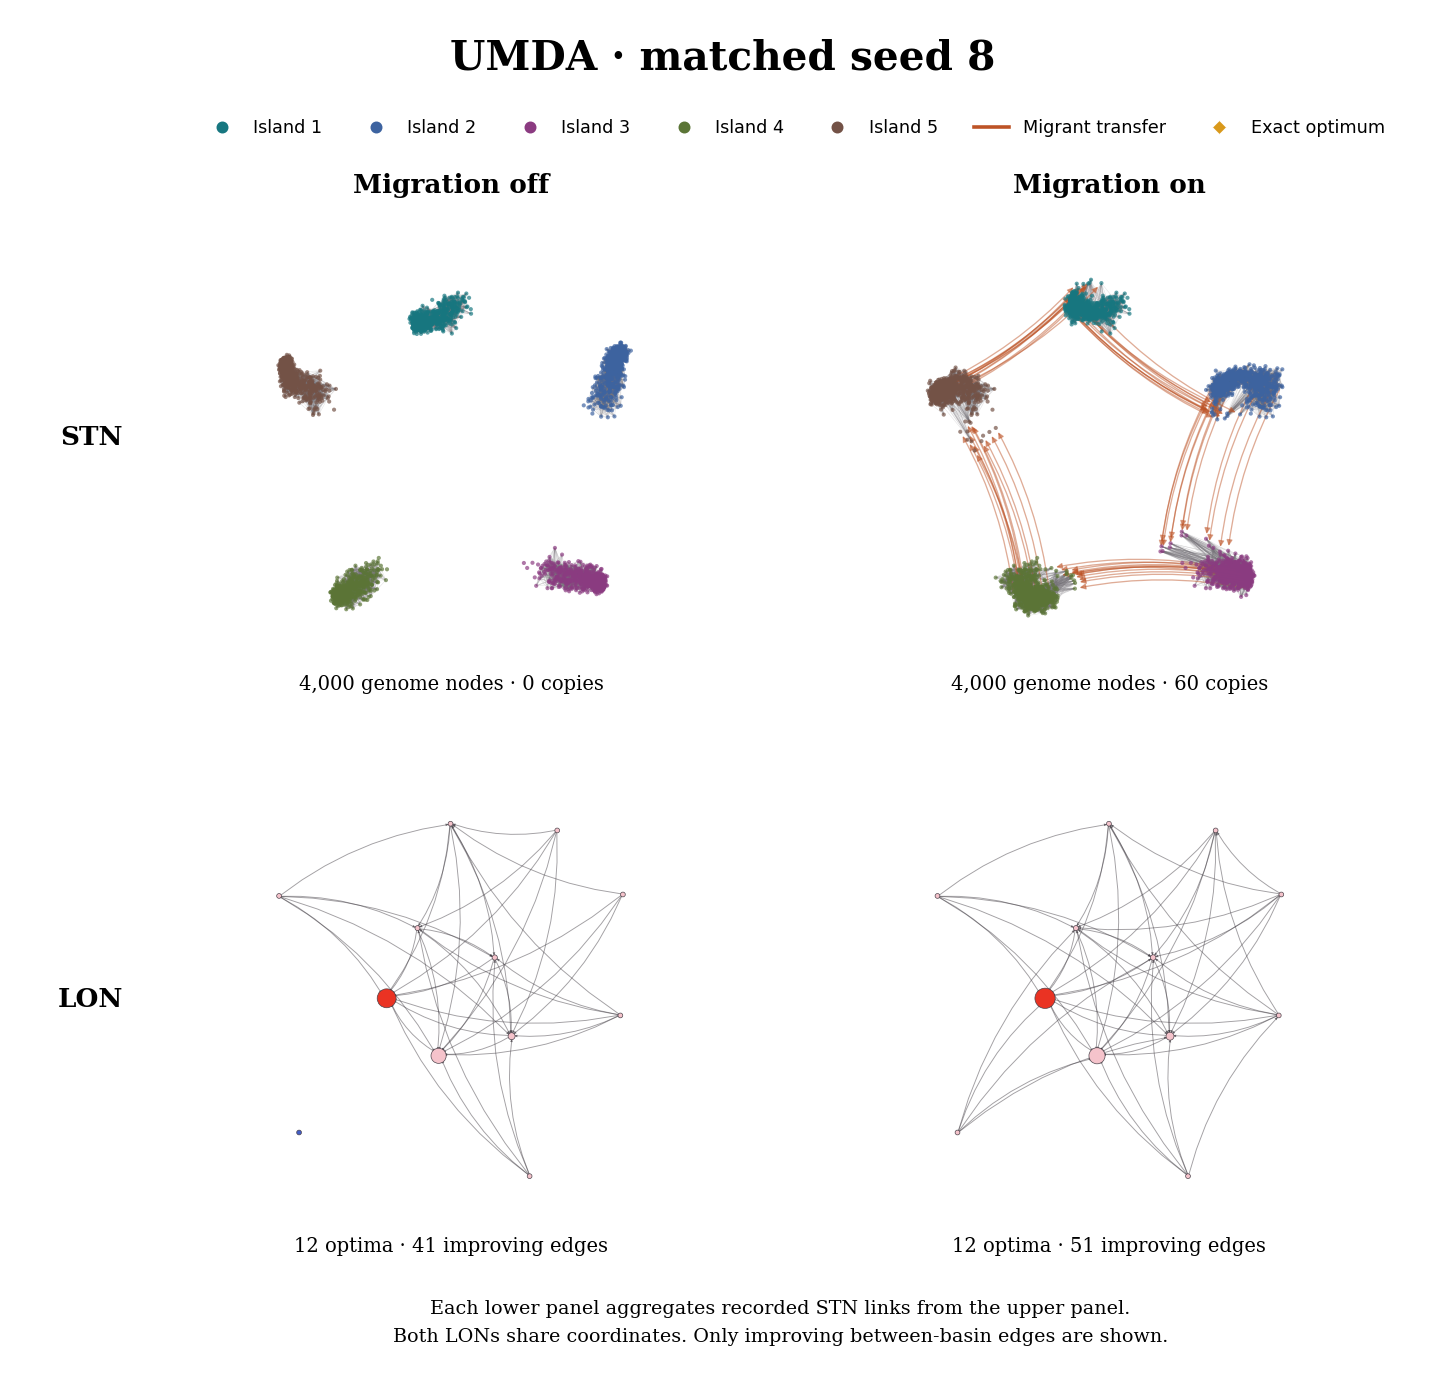 UMDA · matched seed 8
Island 1 Island 2 Island 3 Island 4 Island 5 Migrant transfer Exact optimum
Migration off Migration on
STN
4,000 genome nodes · 0 copies 4,000 genome nodes · 60 copies
LON
12 optima · 41 improving edges 12 optima · 51 improving edges
Each lower panel aggregates recorded STN links from the upper panel.
Both LONs share coordinates. Only improving between-basin edges are shown.